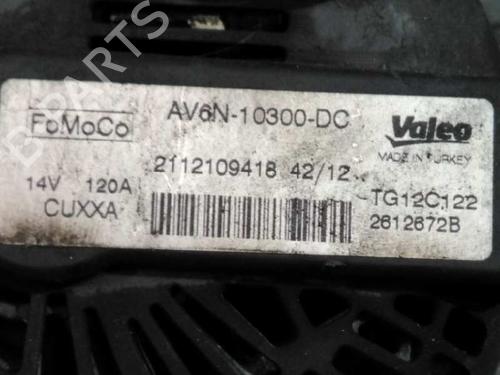 B PARTS
FoMoCo
AV6N-10300-DC
Valeo
MADE IN TURKEY
2112109418 42/12
14V 120A
CUXXA
TG12C122
2612672B